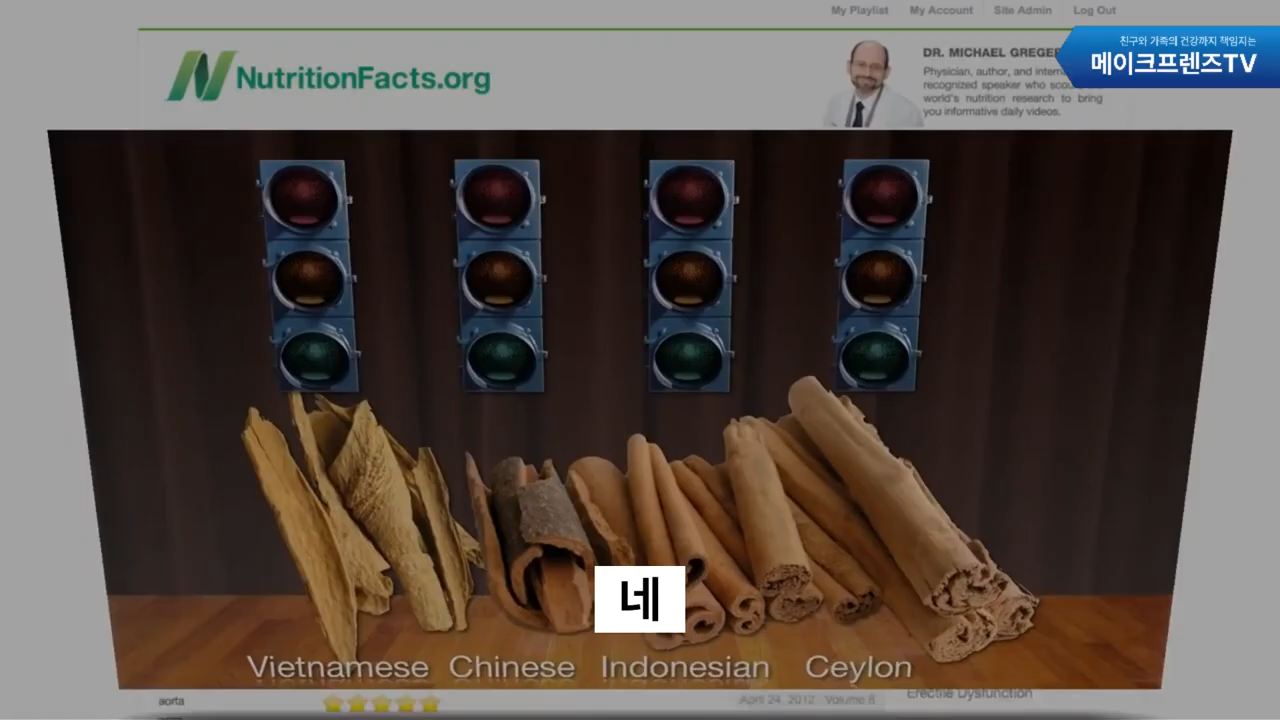 My Playlist My Account Site Admin Log Out
친구와 가족의 건강까지 책임지는
메이크프렌즈TV
NutritionFacts.org
DR. MICHAEL GREGER
Physician, author, and
recognized speaker who
world's nutrition research to bring
you informative daily videos.
네
Vietnamese Chinese Indonesian Ceylon
aorta
April 24, 2012 Volume 8
Erectile Dysfunction